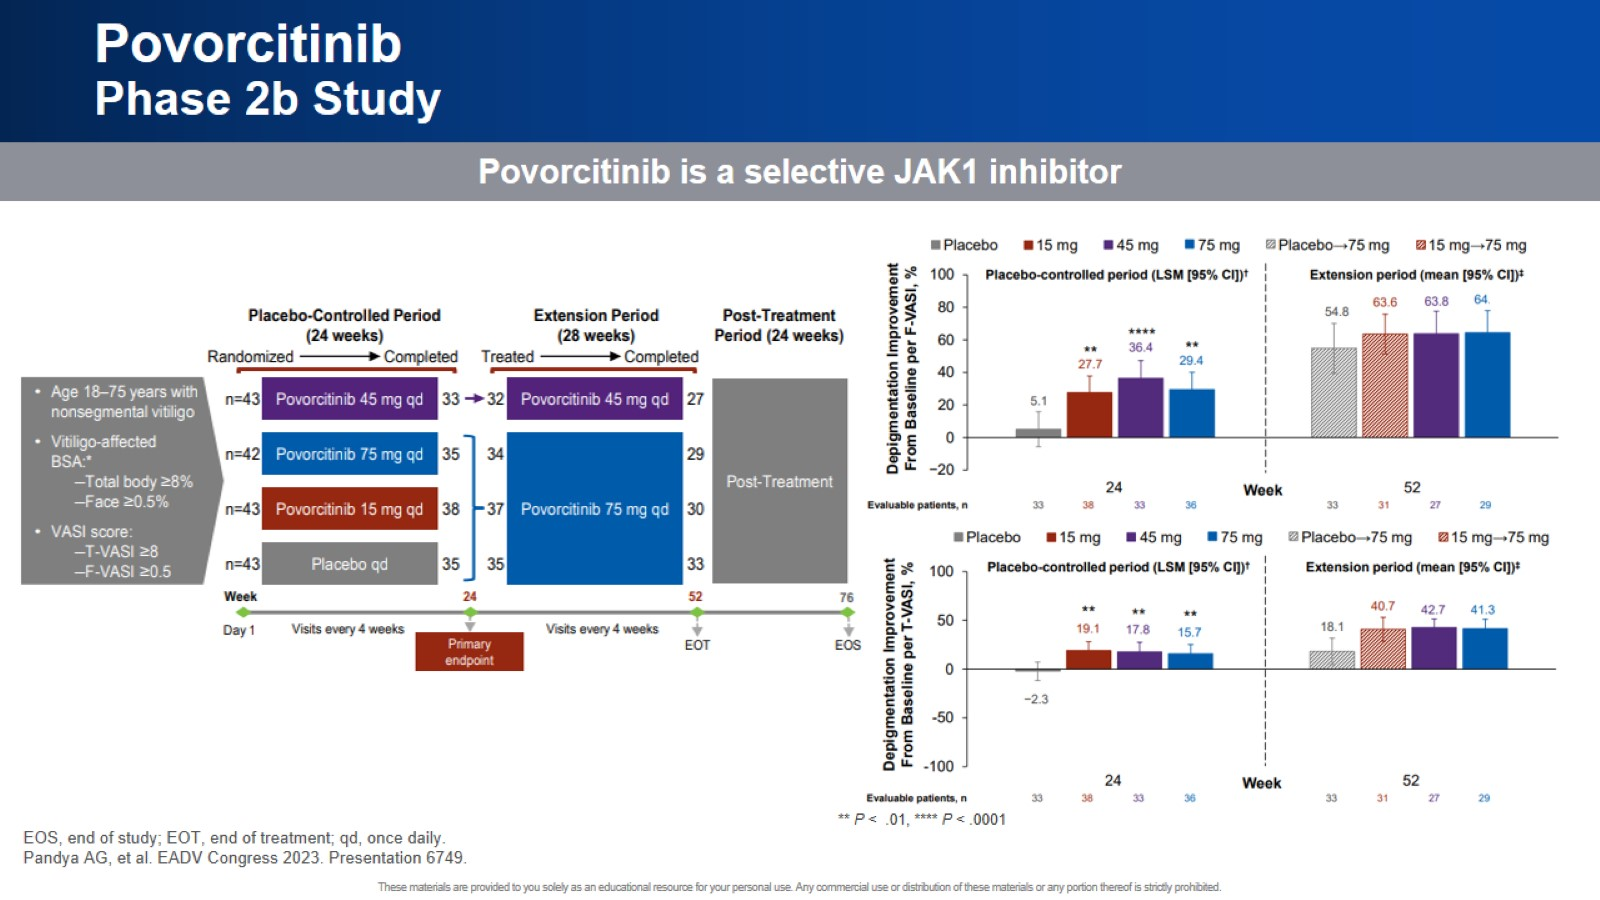 Povorcitinib
Phase 2b Study
Povorcitinib is a selective JAK1 inhibitor
Placebo-Controlled Period
(24 weeks)
Extension Period
(28 weeks)
Post-Treatment
Period (24 weeks)
Randomized Completed Treated Completed
• Age 18–75 years with
nonsegmental vitiligo
• Vitiligo-affected
BSA:*
–Total body ≥8%
–Face ≥0.5%
• VASI score:
–T-VASI ≥8
–F-VASI ≥0.5
n=43 Povorcitinib 45 mg qd 33 → 32 Povorcitinib 45 mg qd 27
n=42 Povorcitinib 75 mg qd 35 34 29
n=43 Povorcitinib 15 mg qd 38 37 Povorcitinib 75 mg qd 30
n=43 Placebo qd 35 35 33
Post-Treatment
Week 24 52 76
Day 1 Visits every 4 weeks Visits every 4 weeks EOT EOS
Primary
endpoint
Placebo 15 mg 45 mg 75 mg Placebo→75 mg 15 mg→75 mg
Depigmentation Improvement
From Baseline per F-VASI, %
Placebo-controlled period (LSM [95% CI])† Extension period (mean [95% CI])‡
100
80
60
40
20
0
−20
5.1
**
27.7
****
36.4
**
29.4
54.8
63.6
63.8
64.
24 Week 52
Evaluable patients, n 33 38 33 36 33 31 27 29
Placebo 15 mg 45 mg 75 mg Placebo→75 mg 15 mg→75 mg
Depigmentation Improvement
From Baseline per T-VASI, %
Placebo-controlled period (LSM [95% CI])† Extension period (mean [95% CI])‡
100
50
0
-50
-100
−2.3
**
19.1
**
17.8
**
15.7
18.1
40.7
42.7
41.3
24 Week 52
Evaluable patients, n 33 38 33 36 33 31 27 29
** P < .01, **** P < .0001
EOS, end of study; EOT, end of treatment; qd, once daily.
Pandya AG, et al. EADV Congress 2023. Presentation 6749.
These materials are provided to you solely as an educational resource for your personal use. Any commercial use or distribution of these materials or any portion thereof is strictly prohibited.